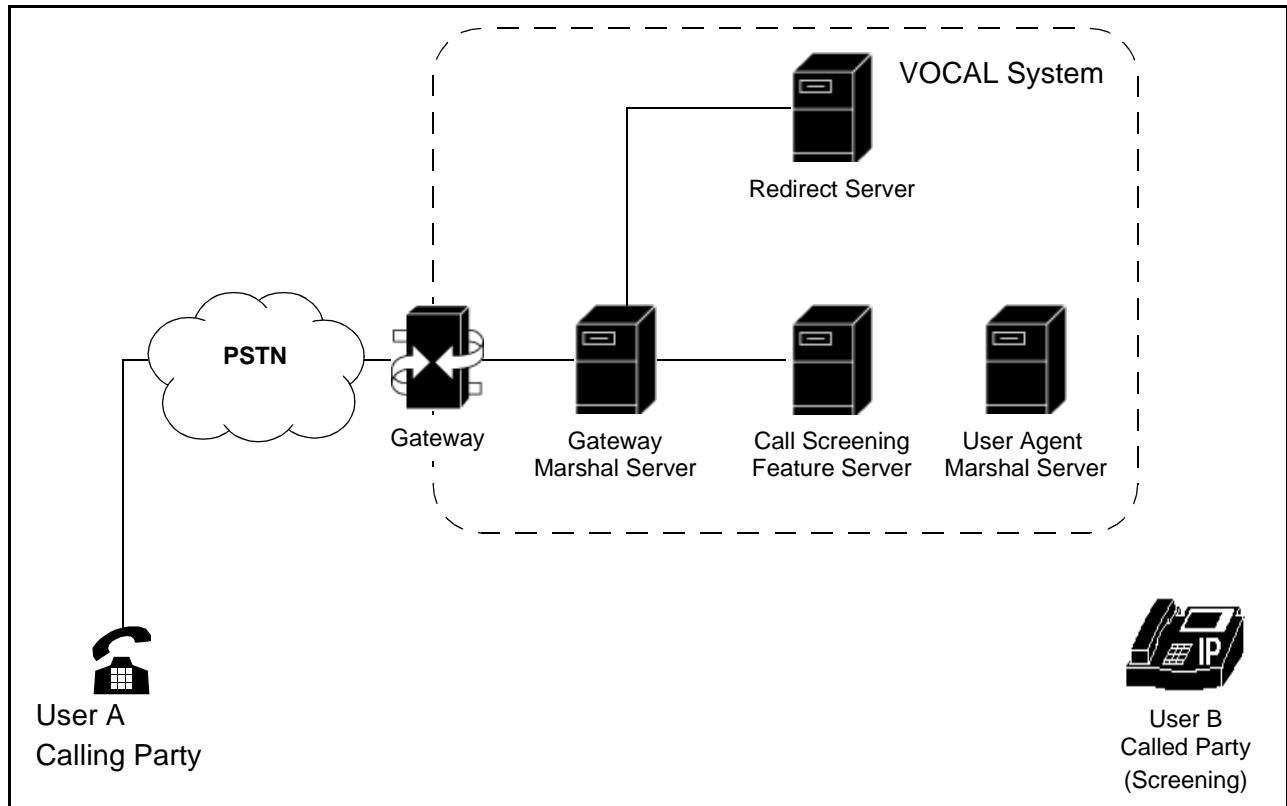 VOCAL System
Redirect Server
PSTN
Gateway
Gateway
Marshal Server
Call Screening
Feature Server
User Agent
Marshal Server
User A
Calling Party
IP
User B
Called Party
(Screening)